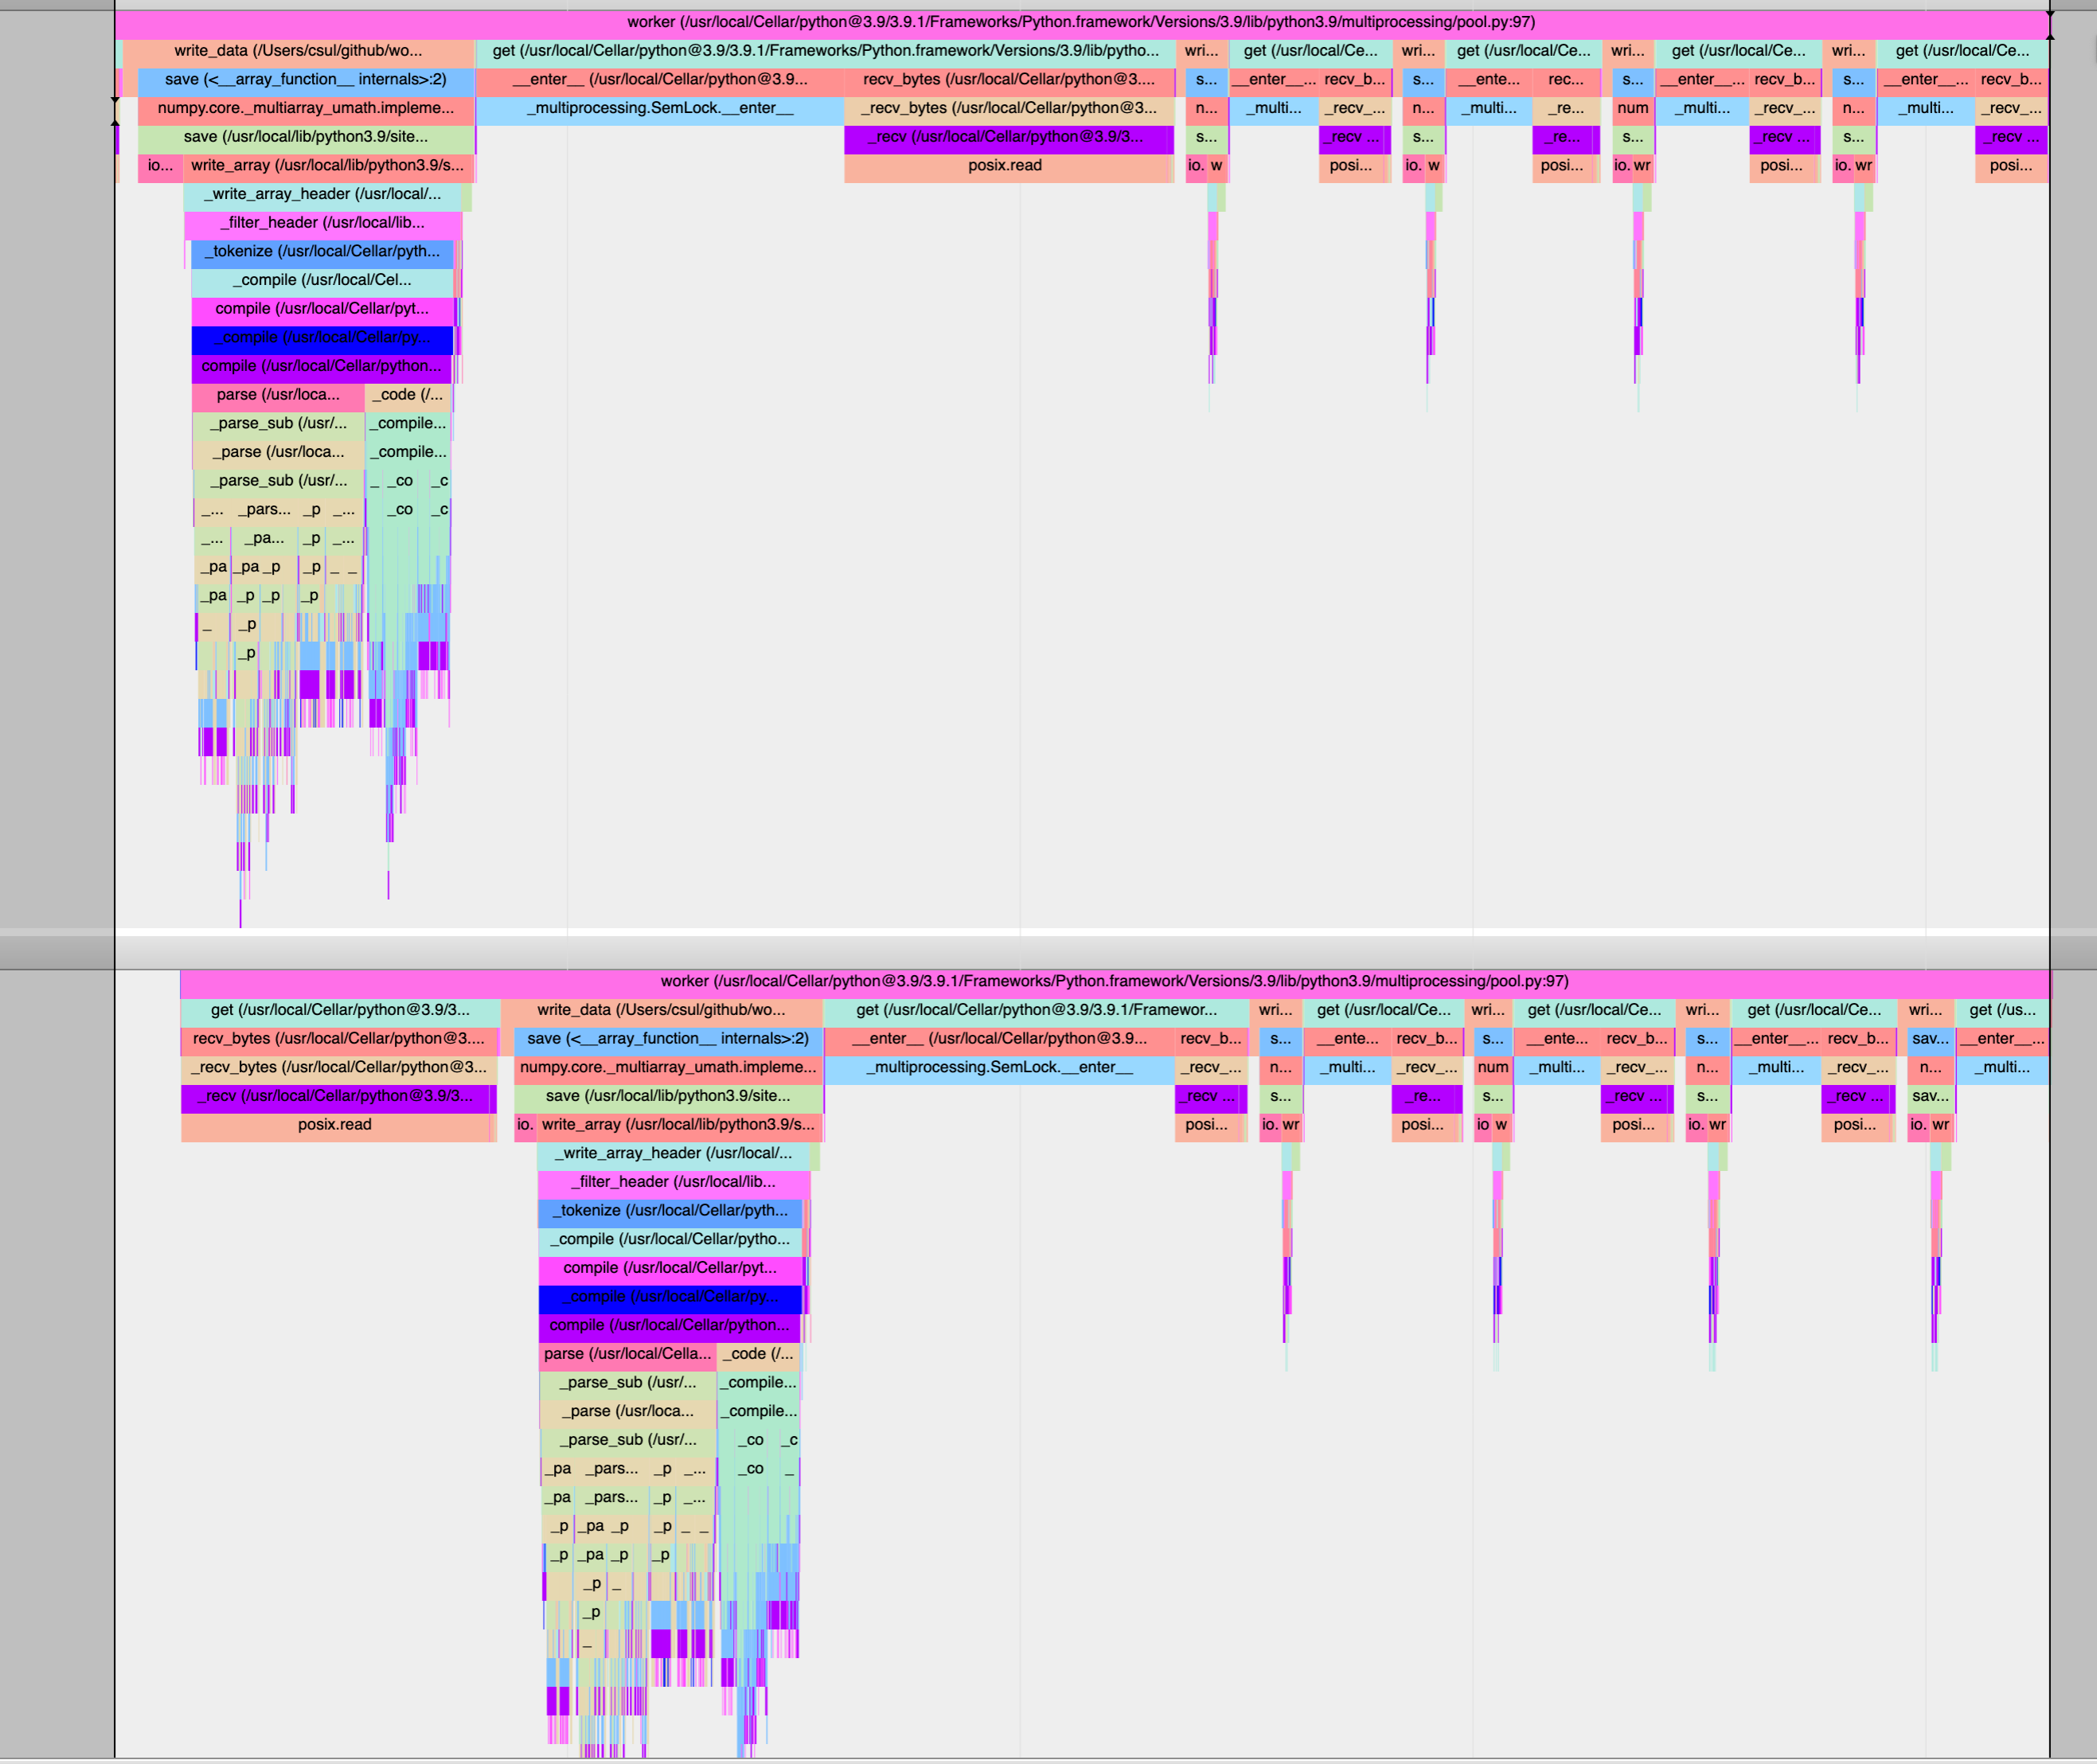 worker (/usr/local/Cellar/python@3.9/3.9.1/Frameworks/Python.framework/Versions/3.9/lib/python3.9/multiprocessing/pool.py:97)
write_data (/Users/csul/github/wo... get (/usr/local/Cellar/python@3.9/3.9.1/Frameworks/Python.framework/Versions/3.9/lib/pytho... wri... get (/usr/local/Ce... wri... get (/usr/local/Ce... wri... get (/usr/local/Ce... wri... get (/usr/local/Ce...
save (<__array_function__ internals>:2) __enter__ (/usr/local/Cellar/python@3.9... recv_bytes (/usr/local/Cellar/python@3.... s... __enter__... recv_b... s... __ente... rec... s... __enter__... recv_b... s... __enter__... recv_b...
numpy.core._multiarray_umath.impleme... _multiprocessing.SemLock.__enter__ _recv_bytes (/usr/local/Cellar/python@3... n... _multi... _recv_... n... _multi... _re... num _multi... _recv_... n... _multi... _recv_...
save (/usr/local/lib/python3.9/site... _recv (/usr/local/Cellar/python@3.9/3... s... _recv ... s... _re... s... _recv ... s... _recv ...
io... write_array (/usr/local/lib/python3.9/s... posix.read io. w posi... io. w posi... io. wr posi... io. wr posi...
_write_array_header (/usr/local/...
_filter_header (/usr/local/lib...
_tokenize (/usr/local/Cellar/pyth...
_compile (/usr/local/Cel...
compile (/usr/local/Cellar/pyt...
_compile (/usr/local/Cellar/py...
compile (/usr/local/Cellar/python...
parse (/usr/loca... _code (/...
_parse_sub (/usr/... _compile...
_parse (/usr/loca... _compile...
_parse_sub (/usr/... _ _co _c
_... _pars... _p _... _co _c
_... _pa... _p _...
_pa _pa _p _p _ _
_pa _p _p _p
_ _p
_p
worker (/usr/local/Cellar/python@3.9/3.9.1/Frameworks/Python.framework/Versions/3.9/lib/python3.9/multiprocessing/pool.py:97)
get (/usr/local/Cellar/python@3.9/3... write_data (/Users/csul/github/wo... get (/usr/local/Cellar/python@3.9/3.9.1/Framewor... wri... get (/usr/local/Ce... wri... get (/usr/local/Ce... wri... get (/usr/local/Ce... wri... get (/us...
recv_bytes (/usr/local/Cellar/python@3.... save (<__array_function__ internals>:2) __enter__ (/usr/local/Cellar/python@3.9... recv_b... s... __ente... recv_b... s... __ente... recv_b... s... __enter__... recv_b... sav... __enter__...
_recv_bytes (/usr/local/Cellar/python@3... numpy.core._multiarray_umath.impleme... _multiprocessing.SemLock.__enter__ _recv_... n... _multi... _recv_... num _multi... _recv_... n... _multi... _recv_... n... _multi...
_recv (/usr/local/Cellar/python@3.9/3... save (/usr/local/lib/python3.9/site... _recv ... s... _re... s... _recv ... s... _recv ... sav...
posix.read io. write_array (/usr/local/lib/python3.9/s... posi... io. wr posi... io w posi... io. wr posi... io. wr
_write_array_header (/usr/local/...
_filter_header (/usr/local/lib...
_tokenize (/usr/local/Cellar/pyth...
_compile (/usr/local/Cellar/pytho...
compile (/usr/local/Cellar/pyt...
_compile (/usr/local/Cellar/py...
compile (/usr/local/Cellar/python...
parse (/usr/local/Cella... _code (/...
_parse_sub (/usr/... _compile...
_parse (/usr/loca... _compile...
_parse_sub (/usr/... _co _c
_pa _pars... _p _... _co _
_pa _pars... _p _...
_p _pa _p _p _ _
_p _pa _p _p
_p _
_p
_